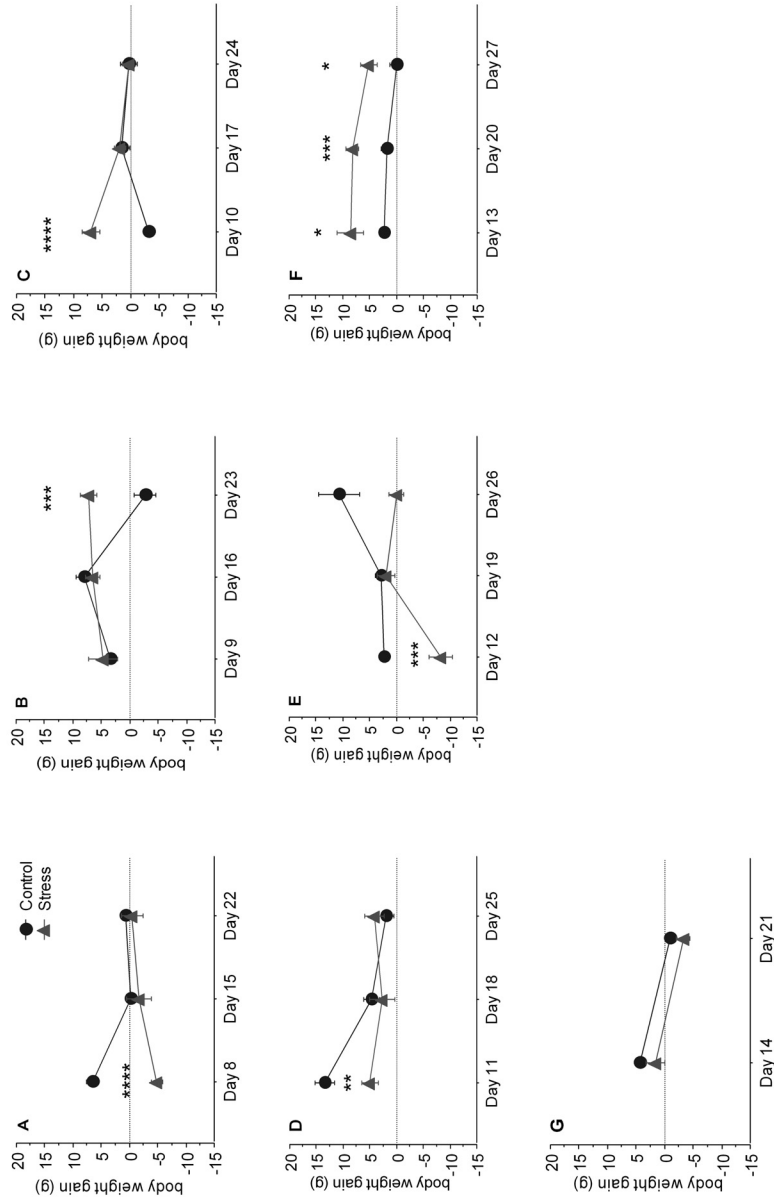 A
Control
Stress
20
15
10
5
0
-5
-10
-15
body weight gain (g)
Day 8
Day 15
Day 22
****
B
20
15
10
5
0
-5
-10
-15
body weight gain (g)
Day 9
Day 16
Day 23
***
C
20
15
10
5
0
-5
-10
-15
body weight gain (g)
Day 10
Day 17
Day 24
****
D
20
15
10
5
0
-5
-10
-15
body weight gain (g)
Day 11
Day 18
Day 25
**
E
20
15
10
5
0
-5
-10
-15
body weight gain (g)
Day 12
Day 19
Day 26
***
F
20
15
10
5
0
-5
-10
-15
body weight gain (g)
Day 13
Day 20
Day 27
*
***
*
G
20
15
10
5
0
-5
-10
-15
body weight gain (g)
Day 14
Day 21